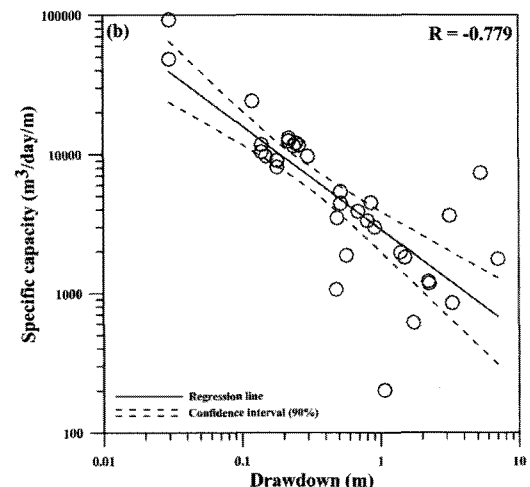 (b)
R = -0.779
100000
10000
1000
100
Specific capacity (m³/day/m)
Regression line
Confidence interval (90%)
0.01
0.1
1
10
Drawdown (m)